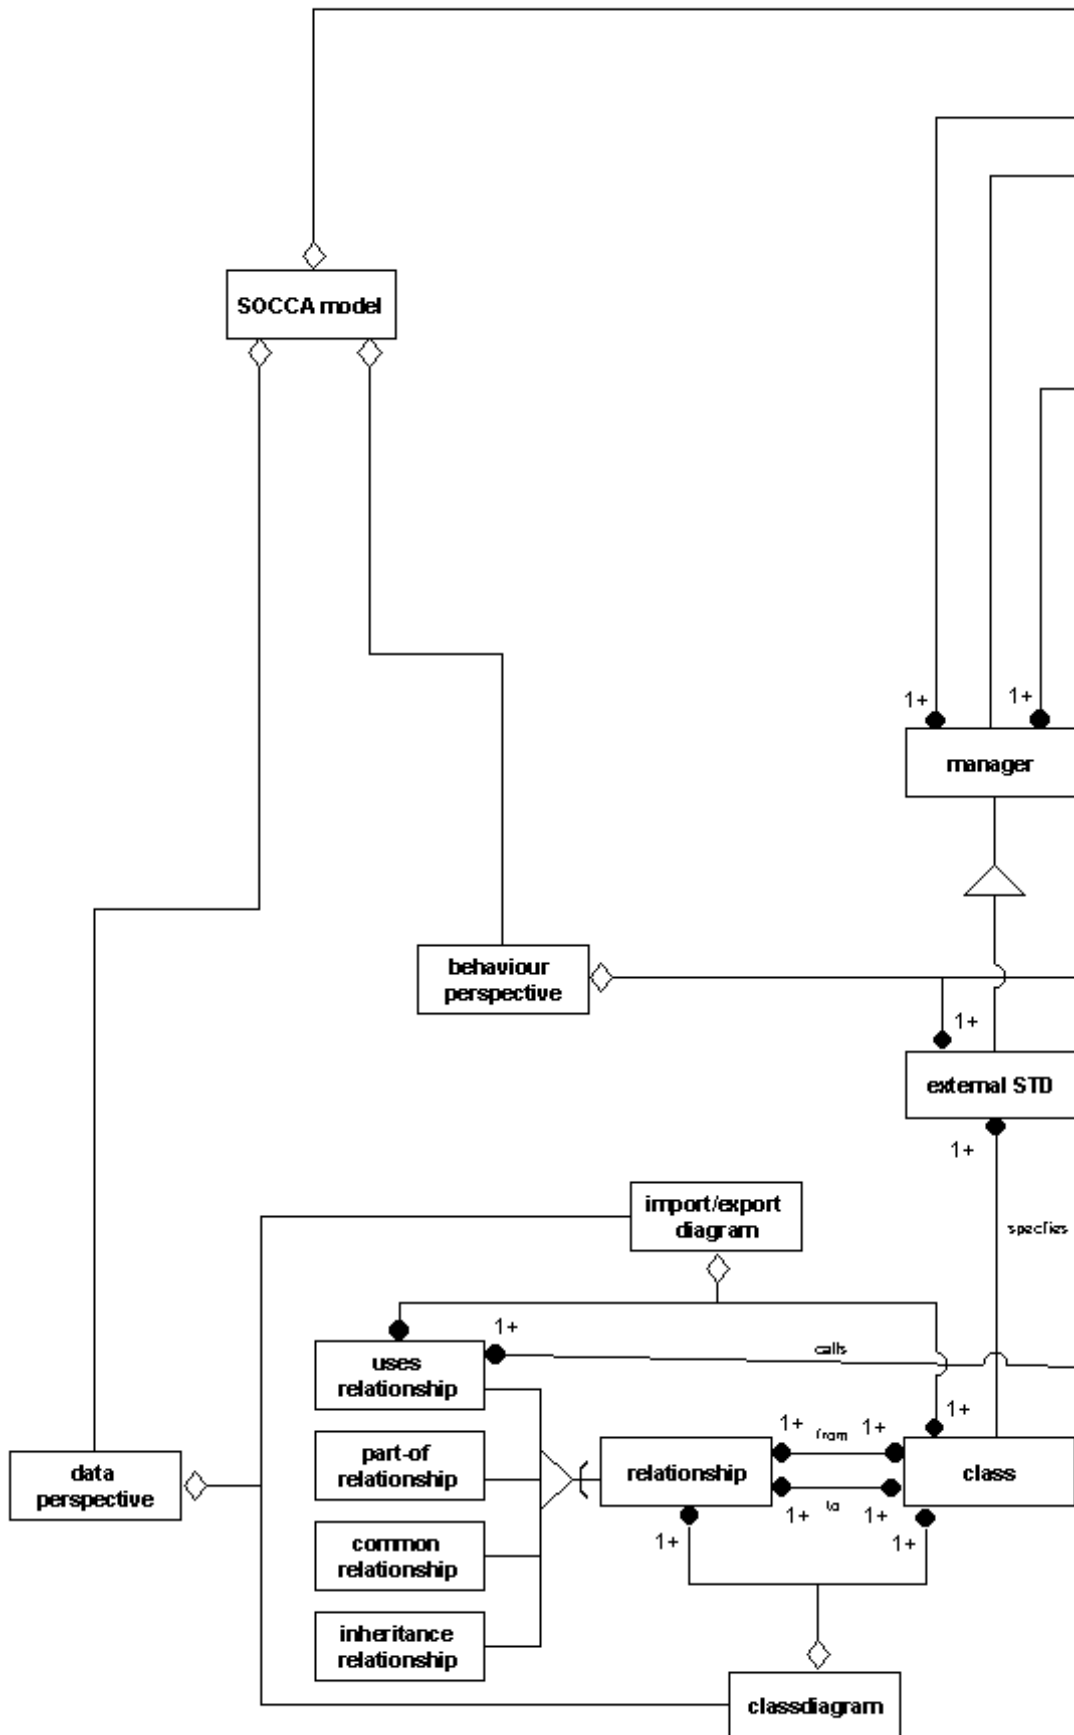 SOCCA model
1+
1+
manager
behaviour
perspective
1+
external STD
1+
import/export
diagram
specfies
1+
calls
uses
relationship
1+
1+
from
1+
part-of
relationship
relationship
class
data
perspective
1+
to
1+
1+
1+
common
relationship
inheritance
relationship
classdiagram